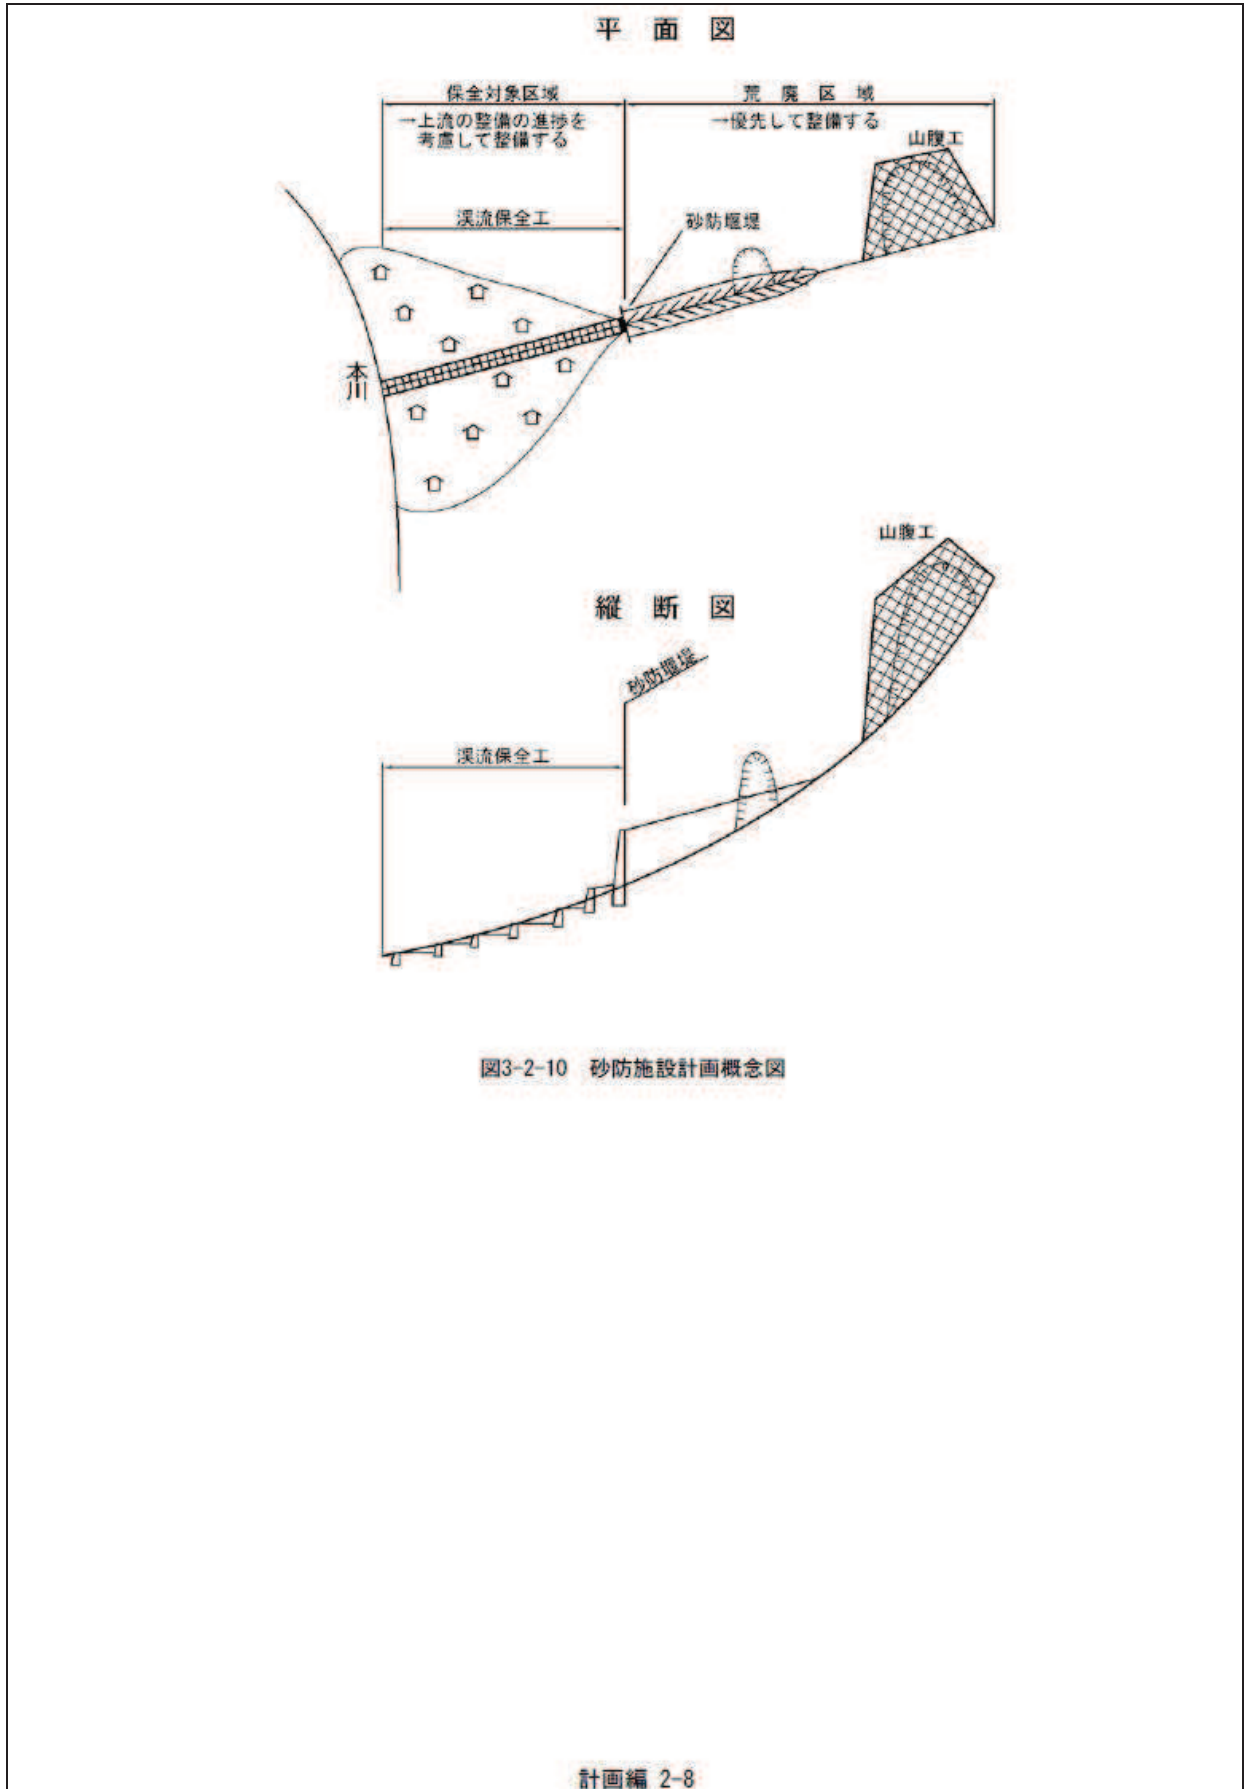 平 面 図
保全対象区域
荒 廃 区 域
→上流の整備の進捗を
考慮して整備する
→優先して整備する
山腹工
渓流保全工
砂防堰堤
本川
山腹工
縦 断 図
砂防堰堤
渓流保全工
図3-2-10 砂防施設計画概念図
計画編 2-8